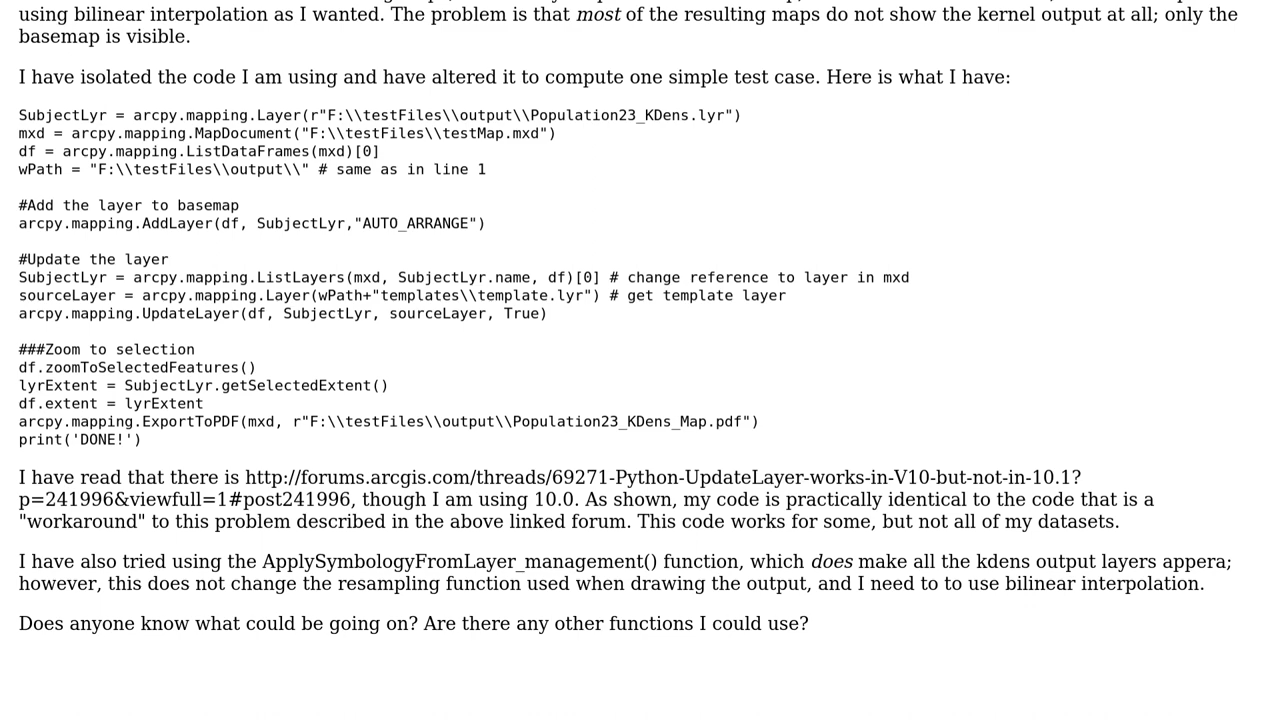 using bilinear interpolation as I wanted. The problem is that most of the resulting maps do not show the kernel output at all; only the
basemap is visible.
I have isolated the code I am using and have altered it to compute one simple test case. Here is what I have:
SubjectLyr = arcpy.mapping.Layer(r"F:\\testFiles\\output\\Population23_KDens.lyr")
mxd = arcpy.mapping.MapDocument("F:\\testFiles\\testMap.mxd")
df = arcpy.mapping.ListDataFrames(mxd)[0]
wPath = "F:\\testFiles\\output\\" # same as in line 1
#Add the layer to basemap
arcpy.mapping.AddLayer(df, SubjectLyr,"AUTO_ARRANGE")
#Update the layer
SubjectLyr = arcpy.mapping.ListLayers(mxd, SubjectLyr.name, df)[0] # change reference to layer in mxd
sourceLayer = arcpy.mapping.Layer(wPath+"templates\\template.lyr") # get template layer
arcpy.mapping.UpdateLayer(df, SubjectLyr, sourceLayer, True)
###Zoom to selection
df.zoomToSelectedFeatures()
lyrExtent = SubjectLyr.getSelectedExtent()
df.extent = lyrExtent
arcpy.mapping.ExportToPDF(mxd, r"F:\\testFiles\\output\\Population23_KDens_Map.pdf")
print('DONE!')
I have read that there is http://forums.arcgis.com/threads/69271-Python-UpdateLayer-works-in-V10-but-not-in-10.1?
p=241996&viewfull=1#post241996, though I am using 10.0. As shown, my code is practically identical to the code that is a
"workaround" to this problem described in the above linked forum. This code works for some, but not all of my datasets.
I have also tried using the ApplySymbologyFromLayer_management() function, which does make all the kdens output layers appera;
however, this does not change the resampling function used when drawing the output, and I need to to use bilinear interpolation.
Does anyone know what could be going on? Are there any other functions I could use?